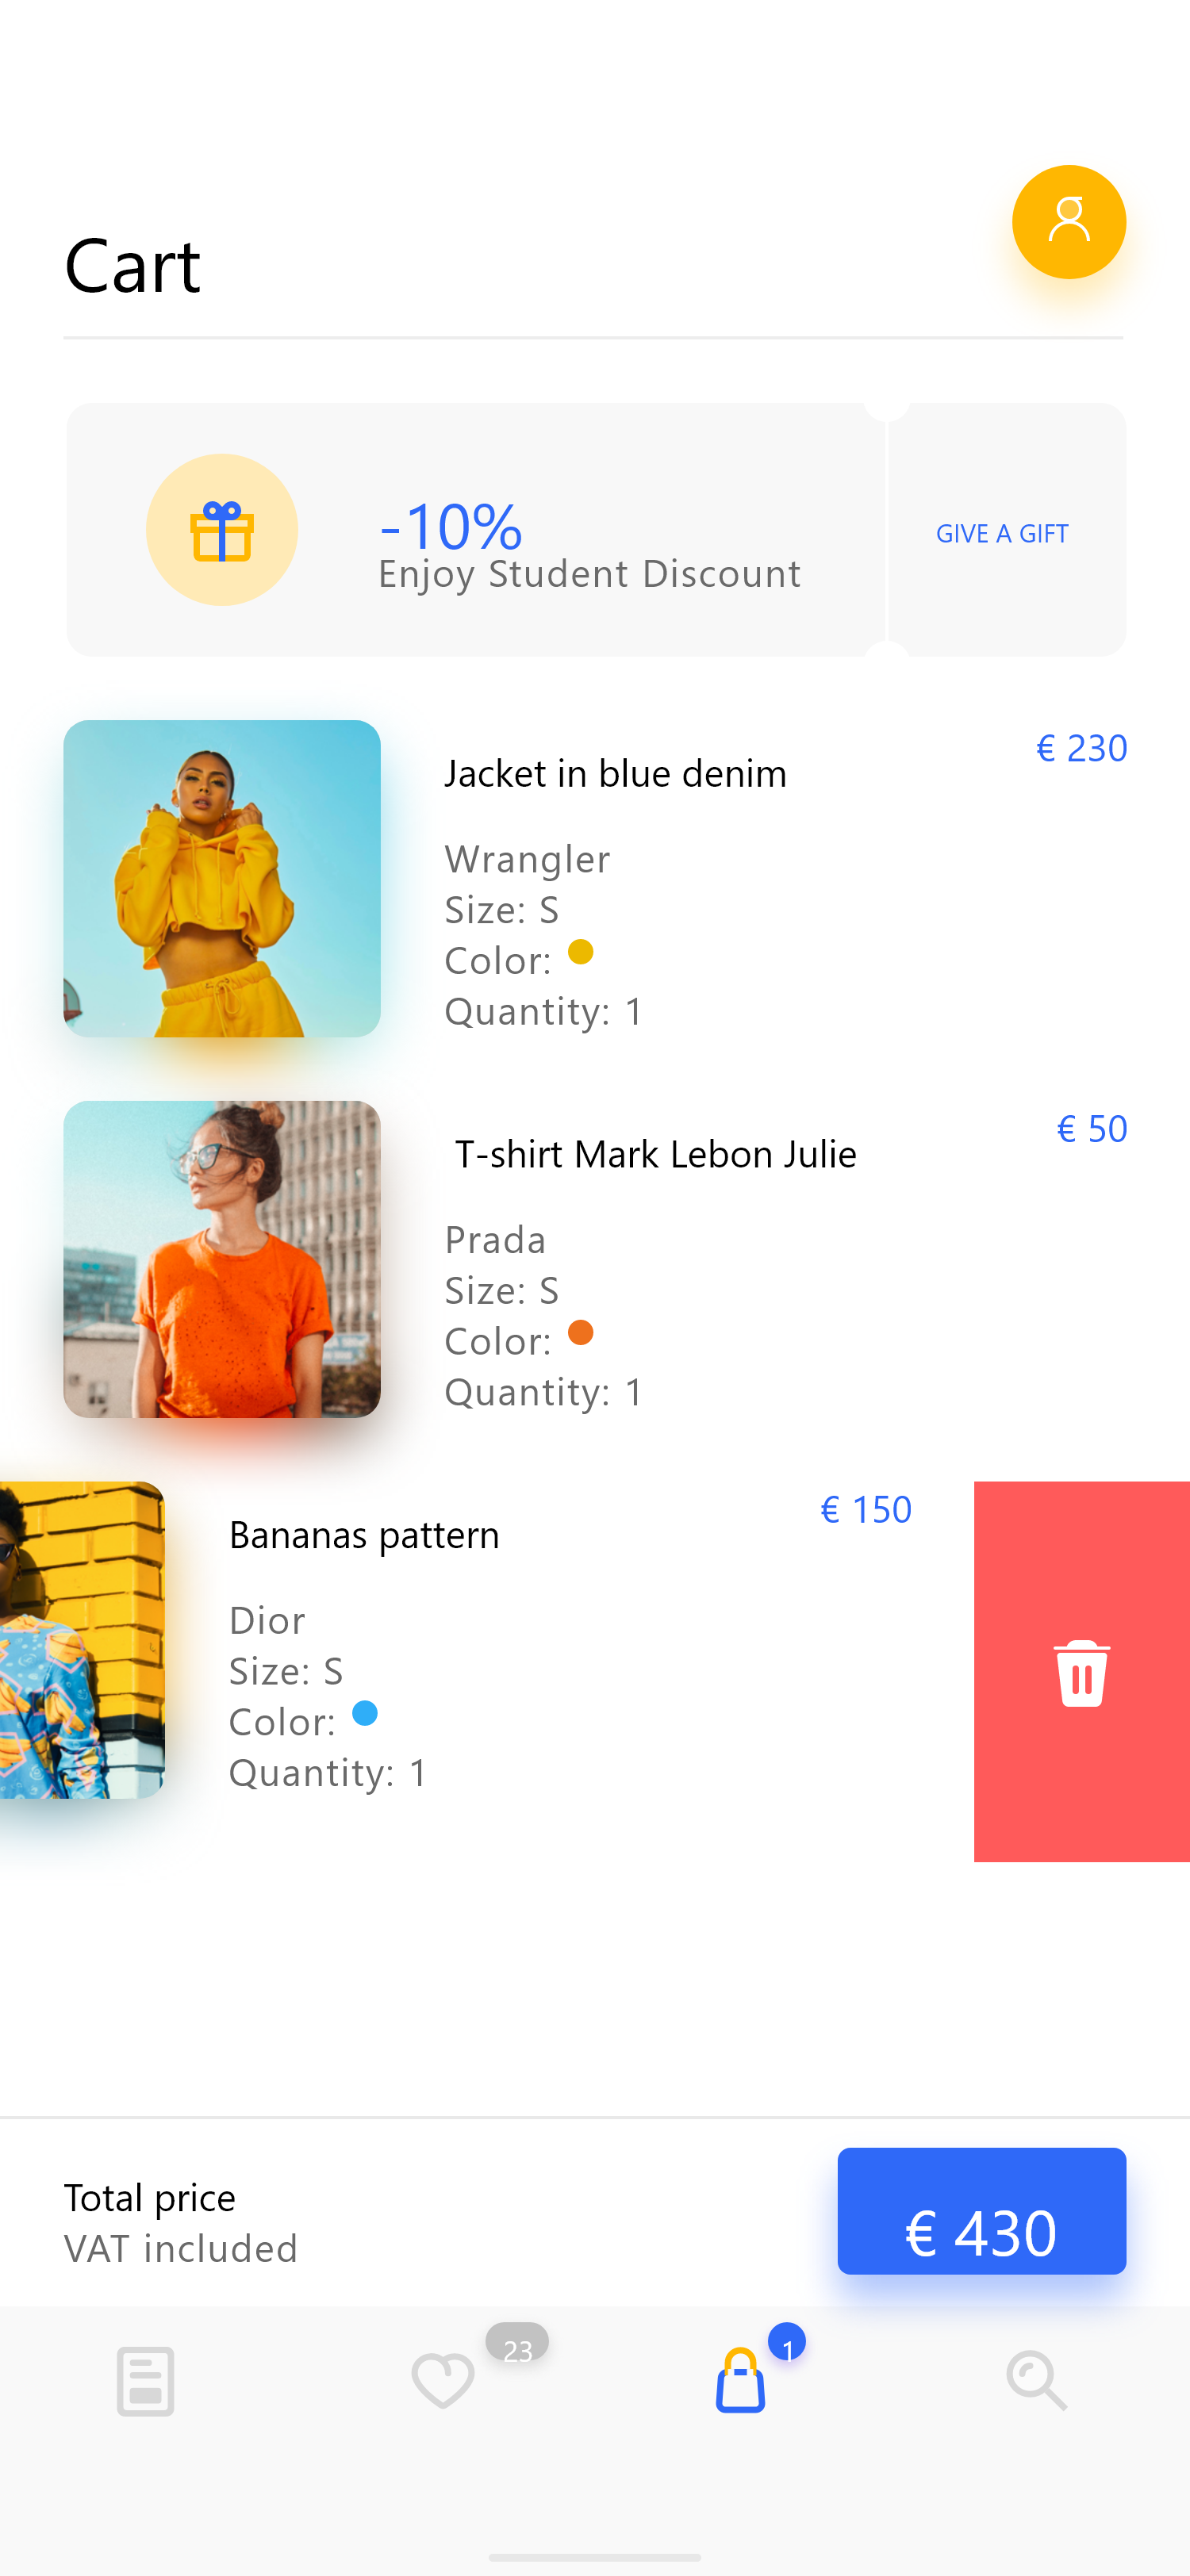 Cart
-10%
Enjoy Student Discount
GIVE A GIFT
Jacket in blue denim
€ 230
Wrangler
Size: S
Color:
Quantity: 1
T-shirt Mark Lebon Julie
€ 50
Prada
Size: S
Color:
Quantity: 1
Bananas pattern
€ 150
Dior
Size: S
Color:
Quantity: 1
Total price
VAT included
€ 430
23
1